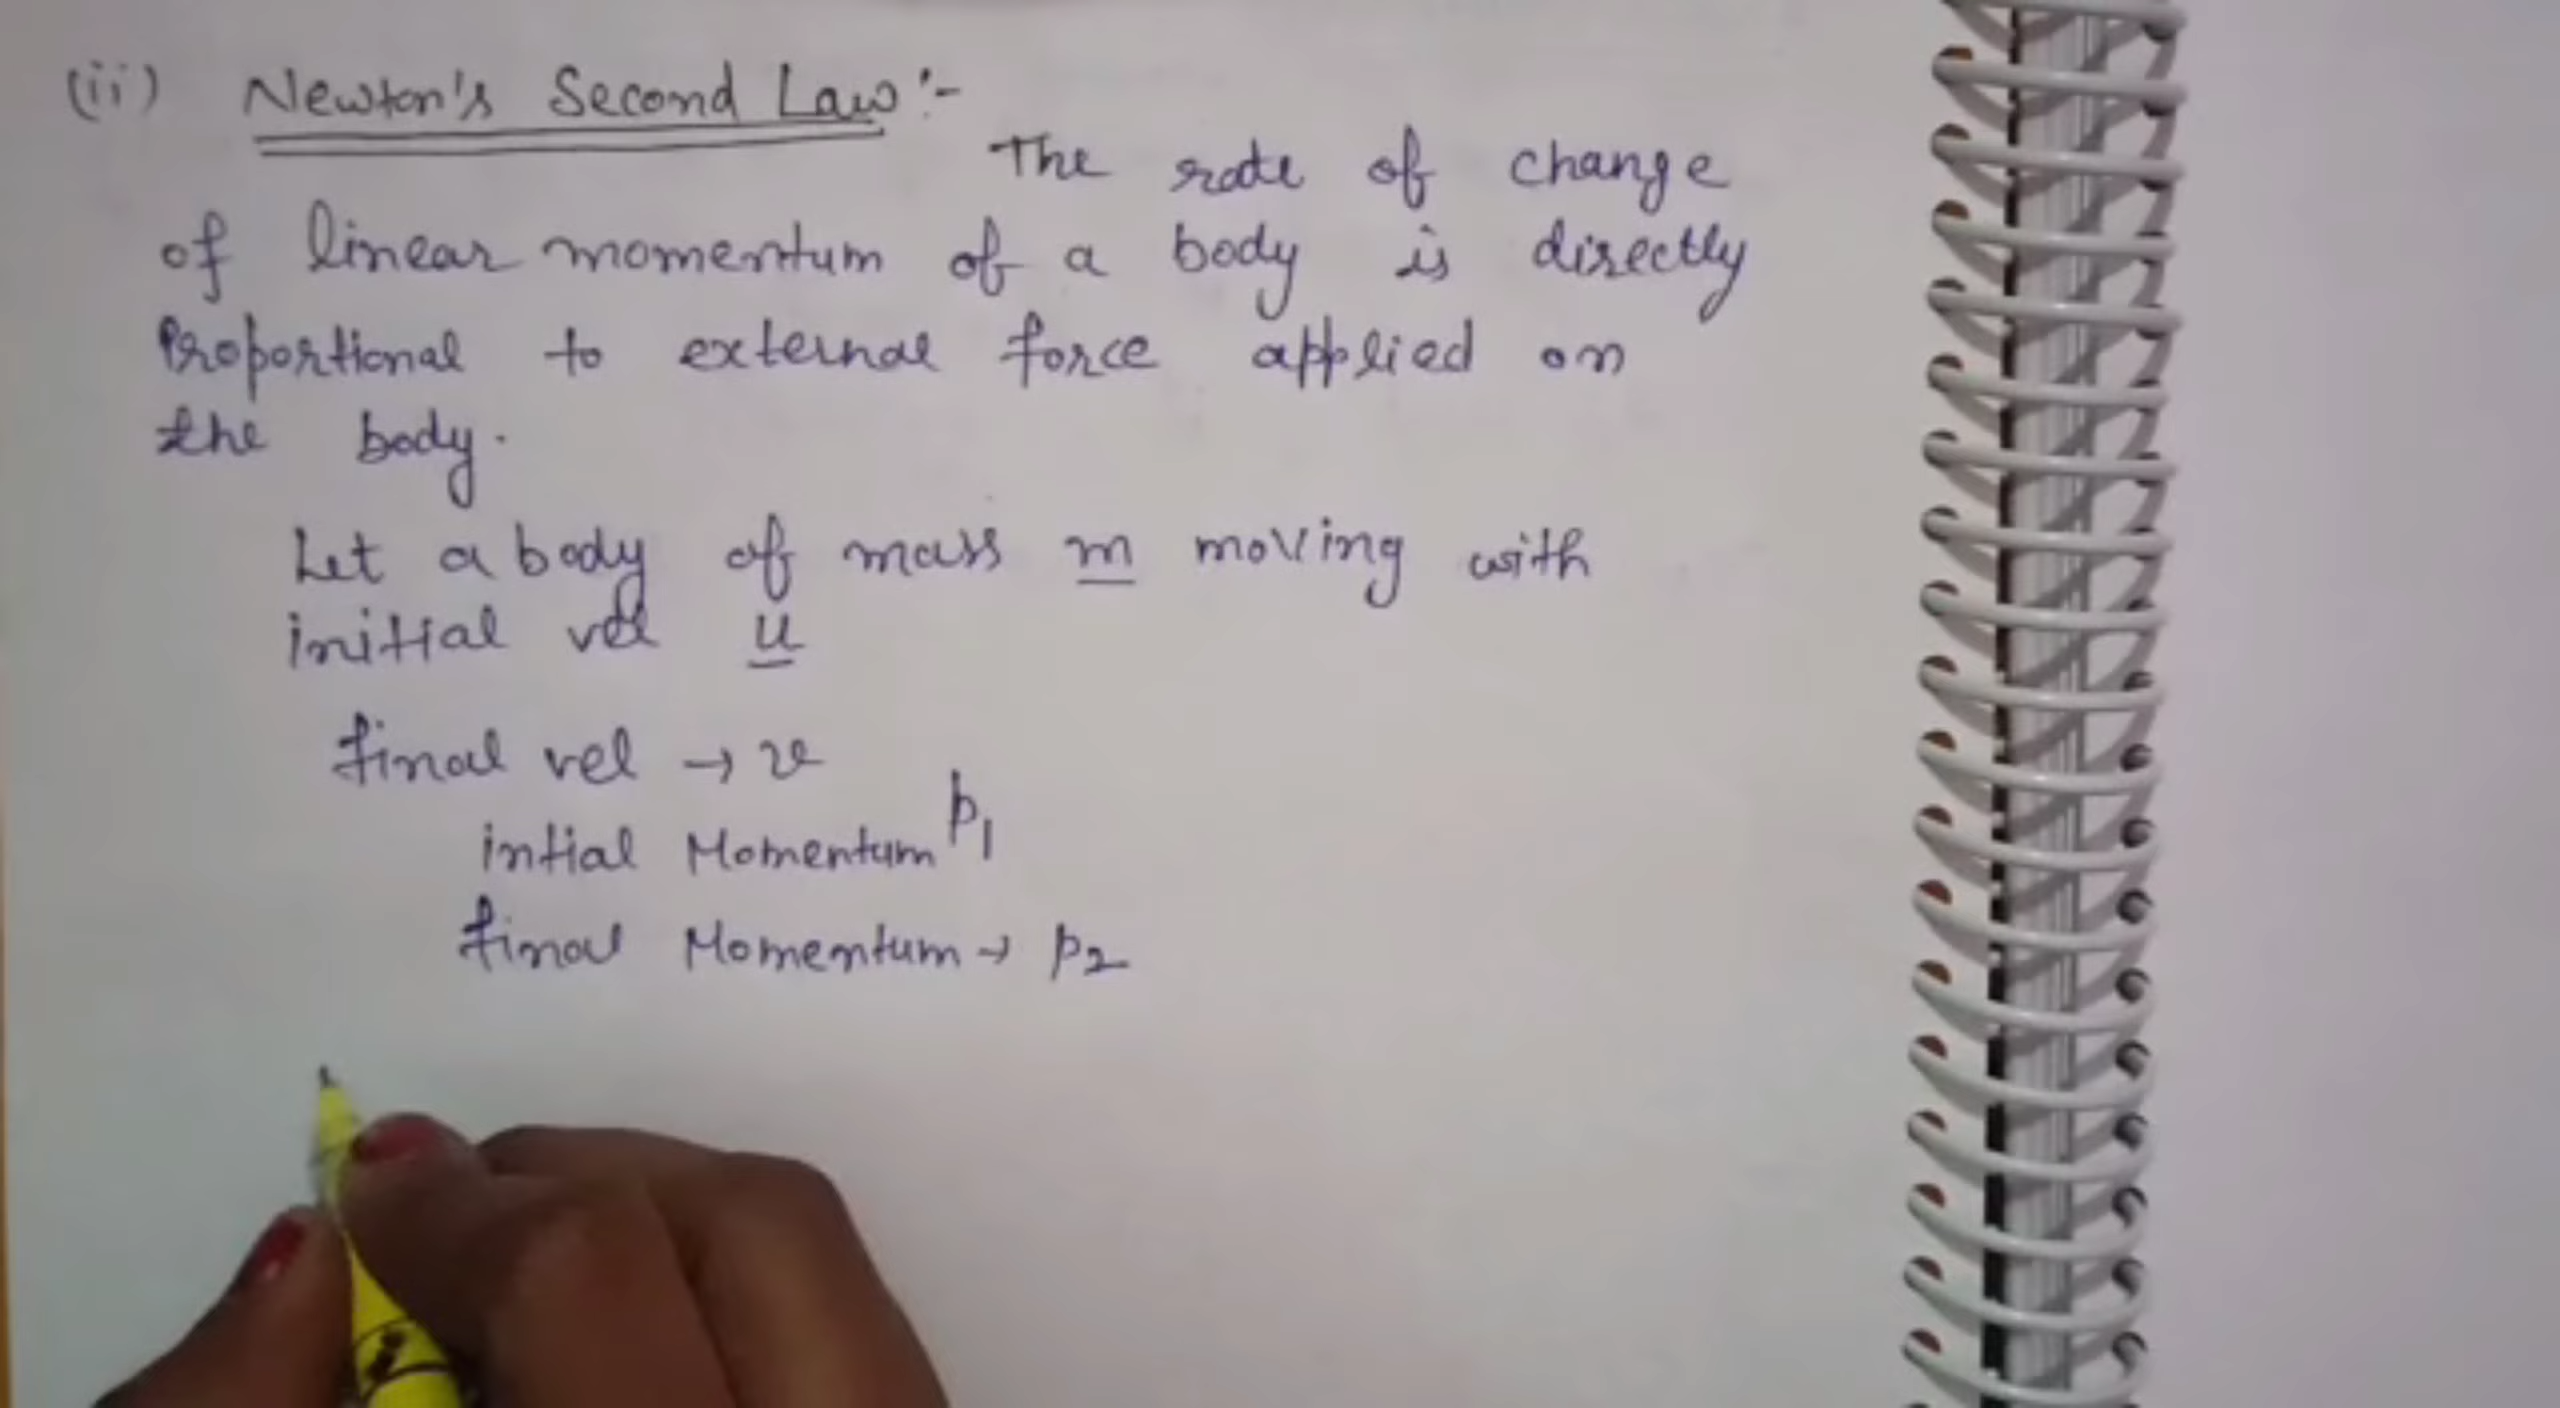 (ii) Newton's Second Law :-
The rate of change
of linear momentum of a body is directly
Proportional to external force applied on
the body.
Let a body of mass m moving with
initial vel u
final vel → v
intial Momentum p1
final Momentum → p2